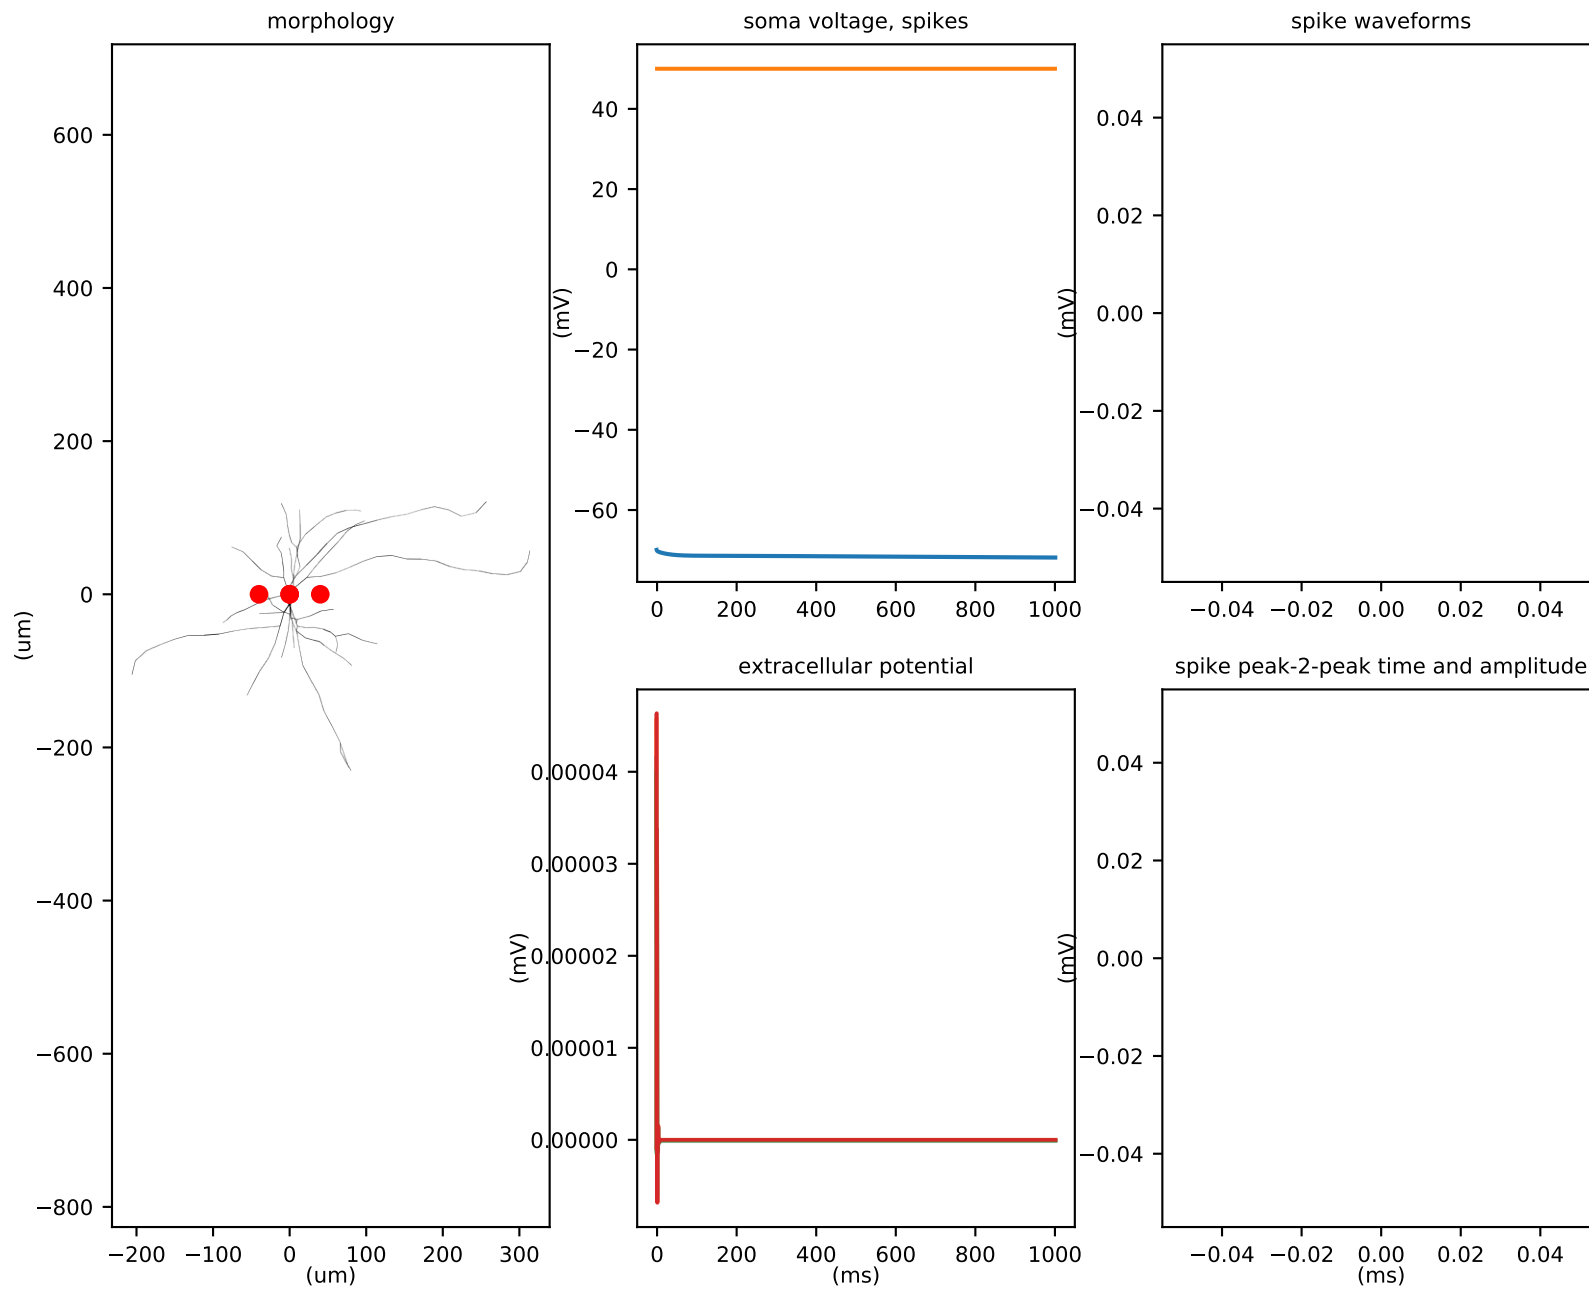 morphology
600
400
200
0
−200
−400
−600
−800
(um)
−200 −100 0 100 200 300
(um)
soma voltage, spikes
40
20
0
−20
−40
−60
(mV)
0 200 400 600 800 1000
extracellular potential
0.00004
0.00003
0.00002
0.00001
0.00000
(mV)
0 200 400 600 800 1000
(ms)
spike waveforms
0.04
0.02
0.00
−0.02
−0.04
(mV)
−0.04 −0.02 0.00 0.02 0.04
spike peak-2-peak time and amplitude
0.04
0.02
0.00
−0.02
−0.04
(mV)
−0.04 −0.02 0.00 0.02 0.04
(ms)